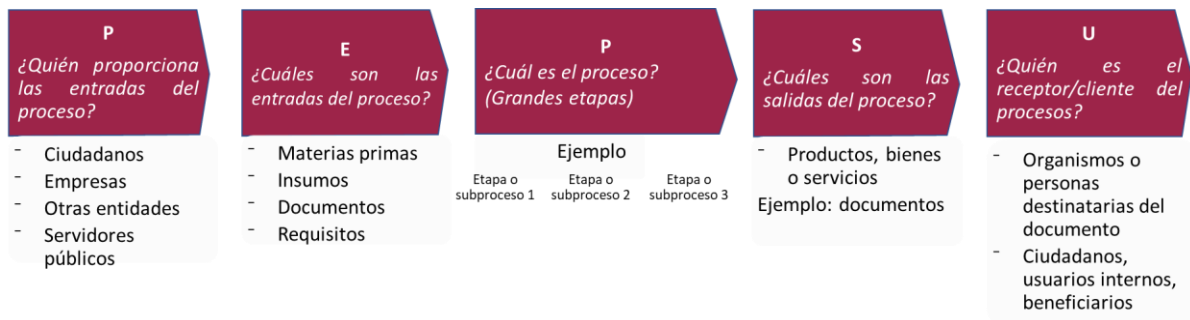 P
¿Quién proporciona
las entradas del
proceso?
- Ciudadanos
- Empresas
- Otras entidades
- Servidores
públicos
E
¿Cuáles son las
entradas del proceso?
- Materias primas
- Insumos
- Documentos
- Requisitos
P
¿Cuál es el proceso?
(Grandes etapas)
Ejemplo
Etapa o
subproceso 1
Etapa o
subproceso 2
Etapa o
subproceso 3
S
¿Cuáles son las
salidas del proceso?
- Productos, bienes
o servicios
Ejemplo: documentos
U
¿Quién es el
receptor/cliente del
procesos?
- Organismos o
personas
destinatarias del
documento
- Ciudadanos,
usuarios internos,
beneficiarios